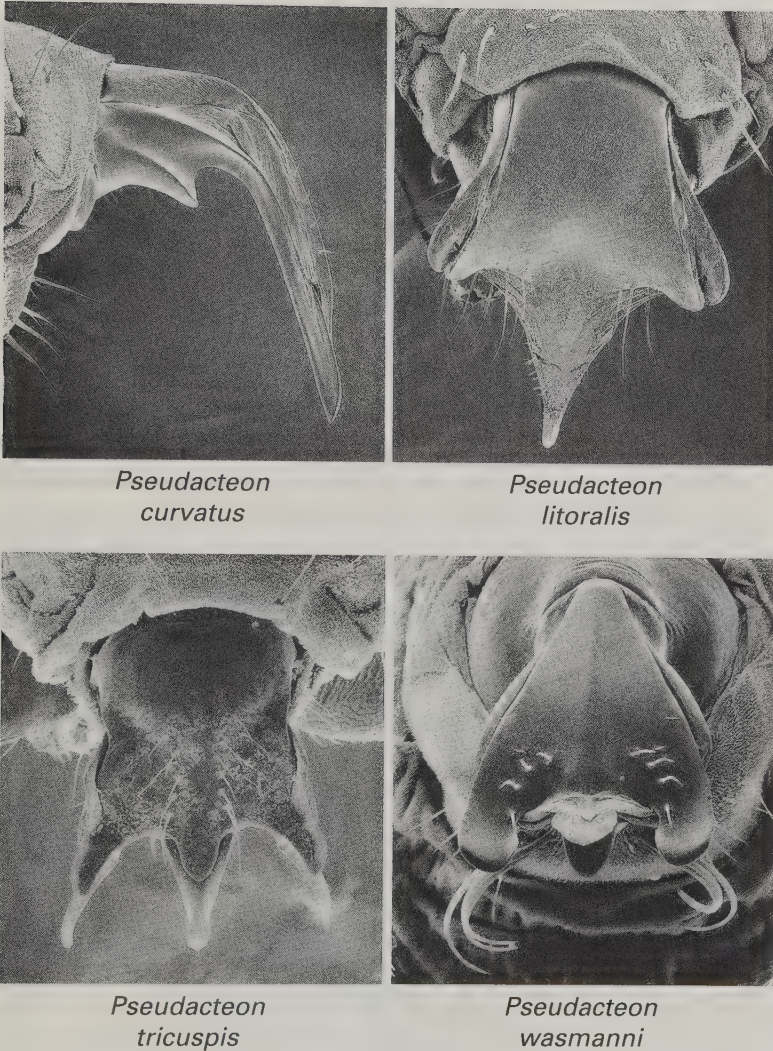 Pseudacteon
curvatus
Pseudacteon
litoralis
Pseudacteon
tricuspis
Pseudacteon
wasmanni